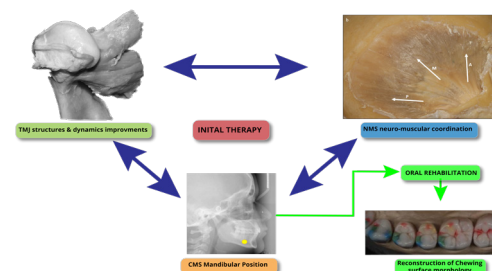 TMJ structures & dynamics improvments
INITAL THERAPY
NMS neuro-muscular coordination
ORAL REHABILITATION
CMS Mandibular Position
Reconstruction of Chewing
surface morphology